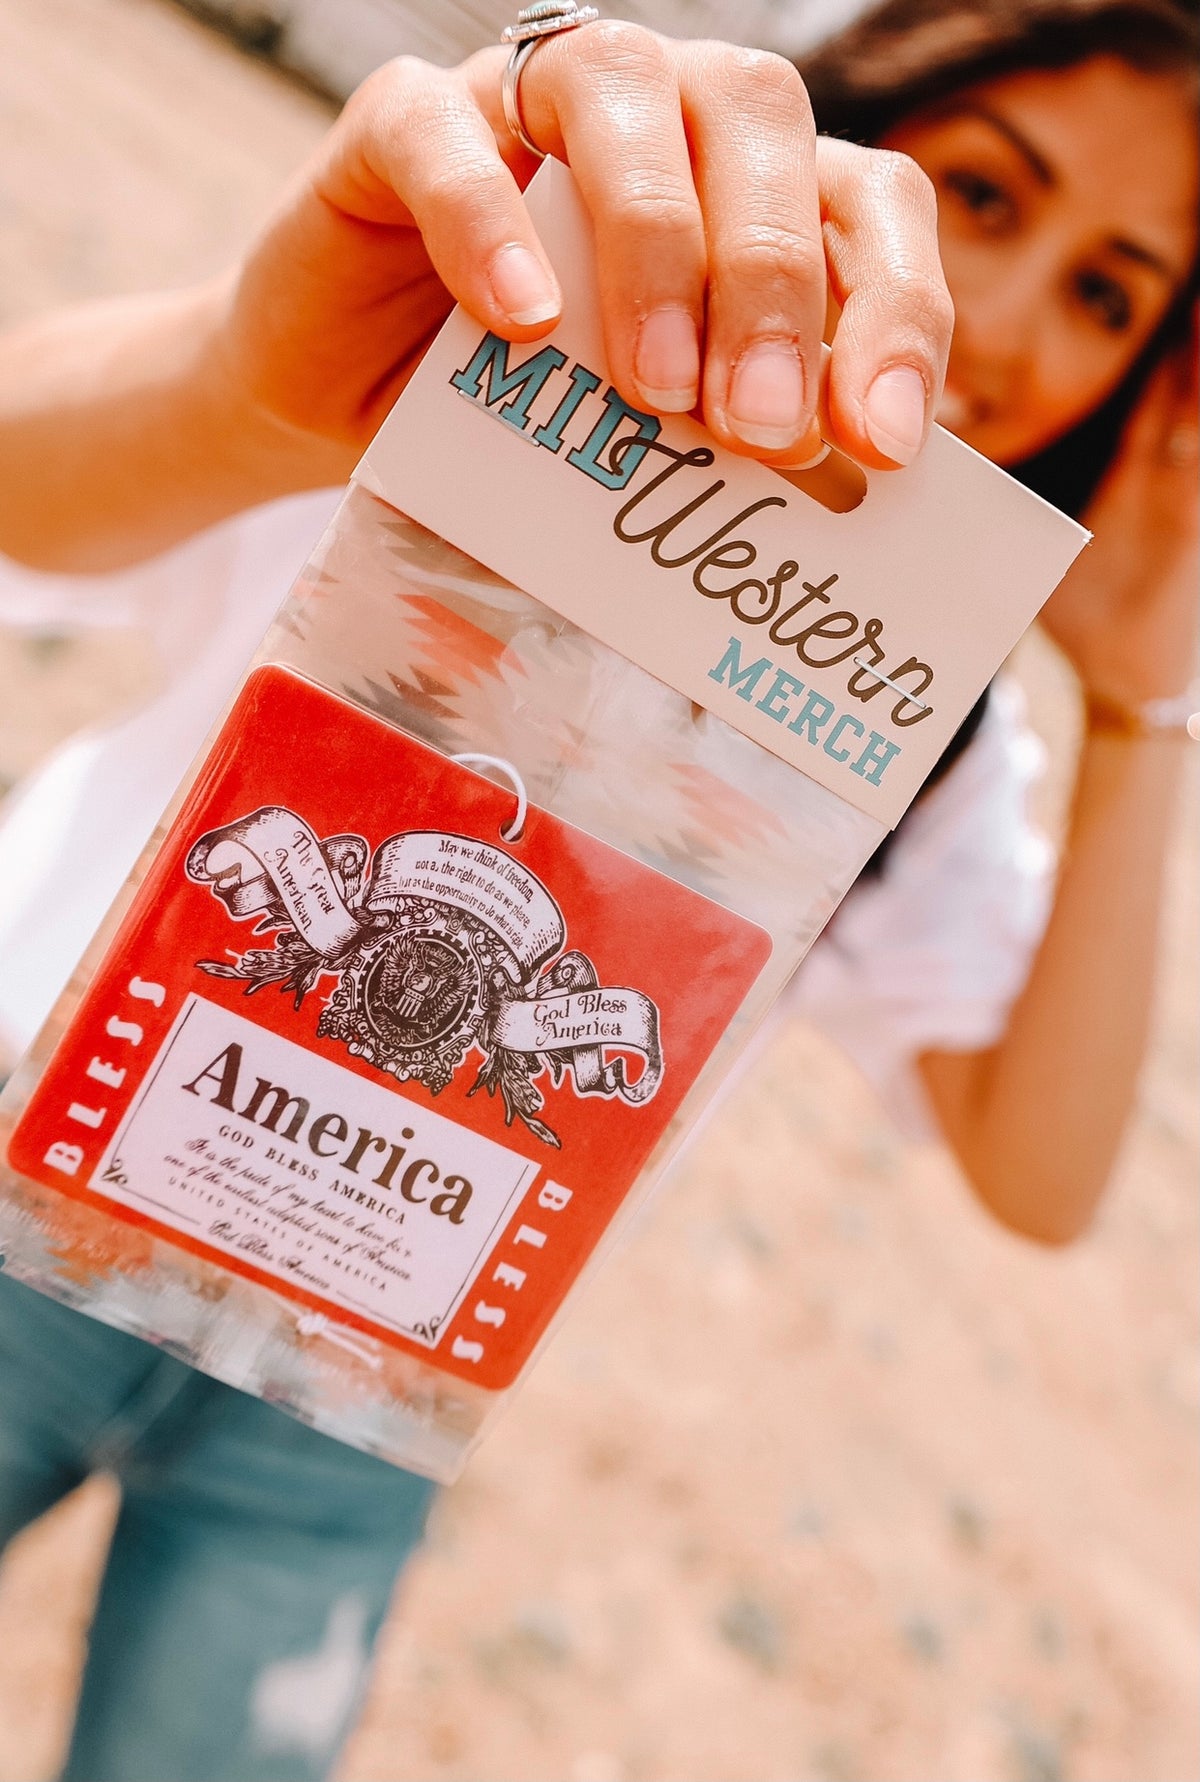 MID
Western
MERCH
The Great
American
May we think of freedom,
not as the right to do as we please,
but as the opportunity to do what is right.
God Bless
America
BLESS
America
GOD BLESS AMERICA
It is the pride of my heart to have
one of the earliest adopted sons of America
UNITED STATES OF AMERICA
God Bless America
BLESS